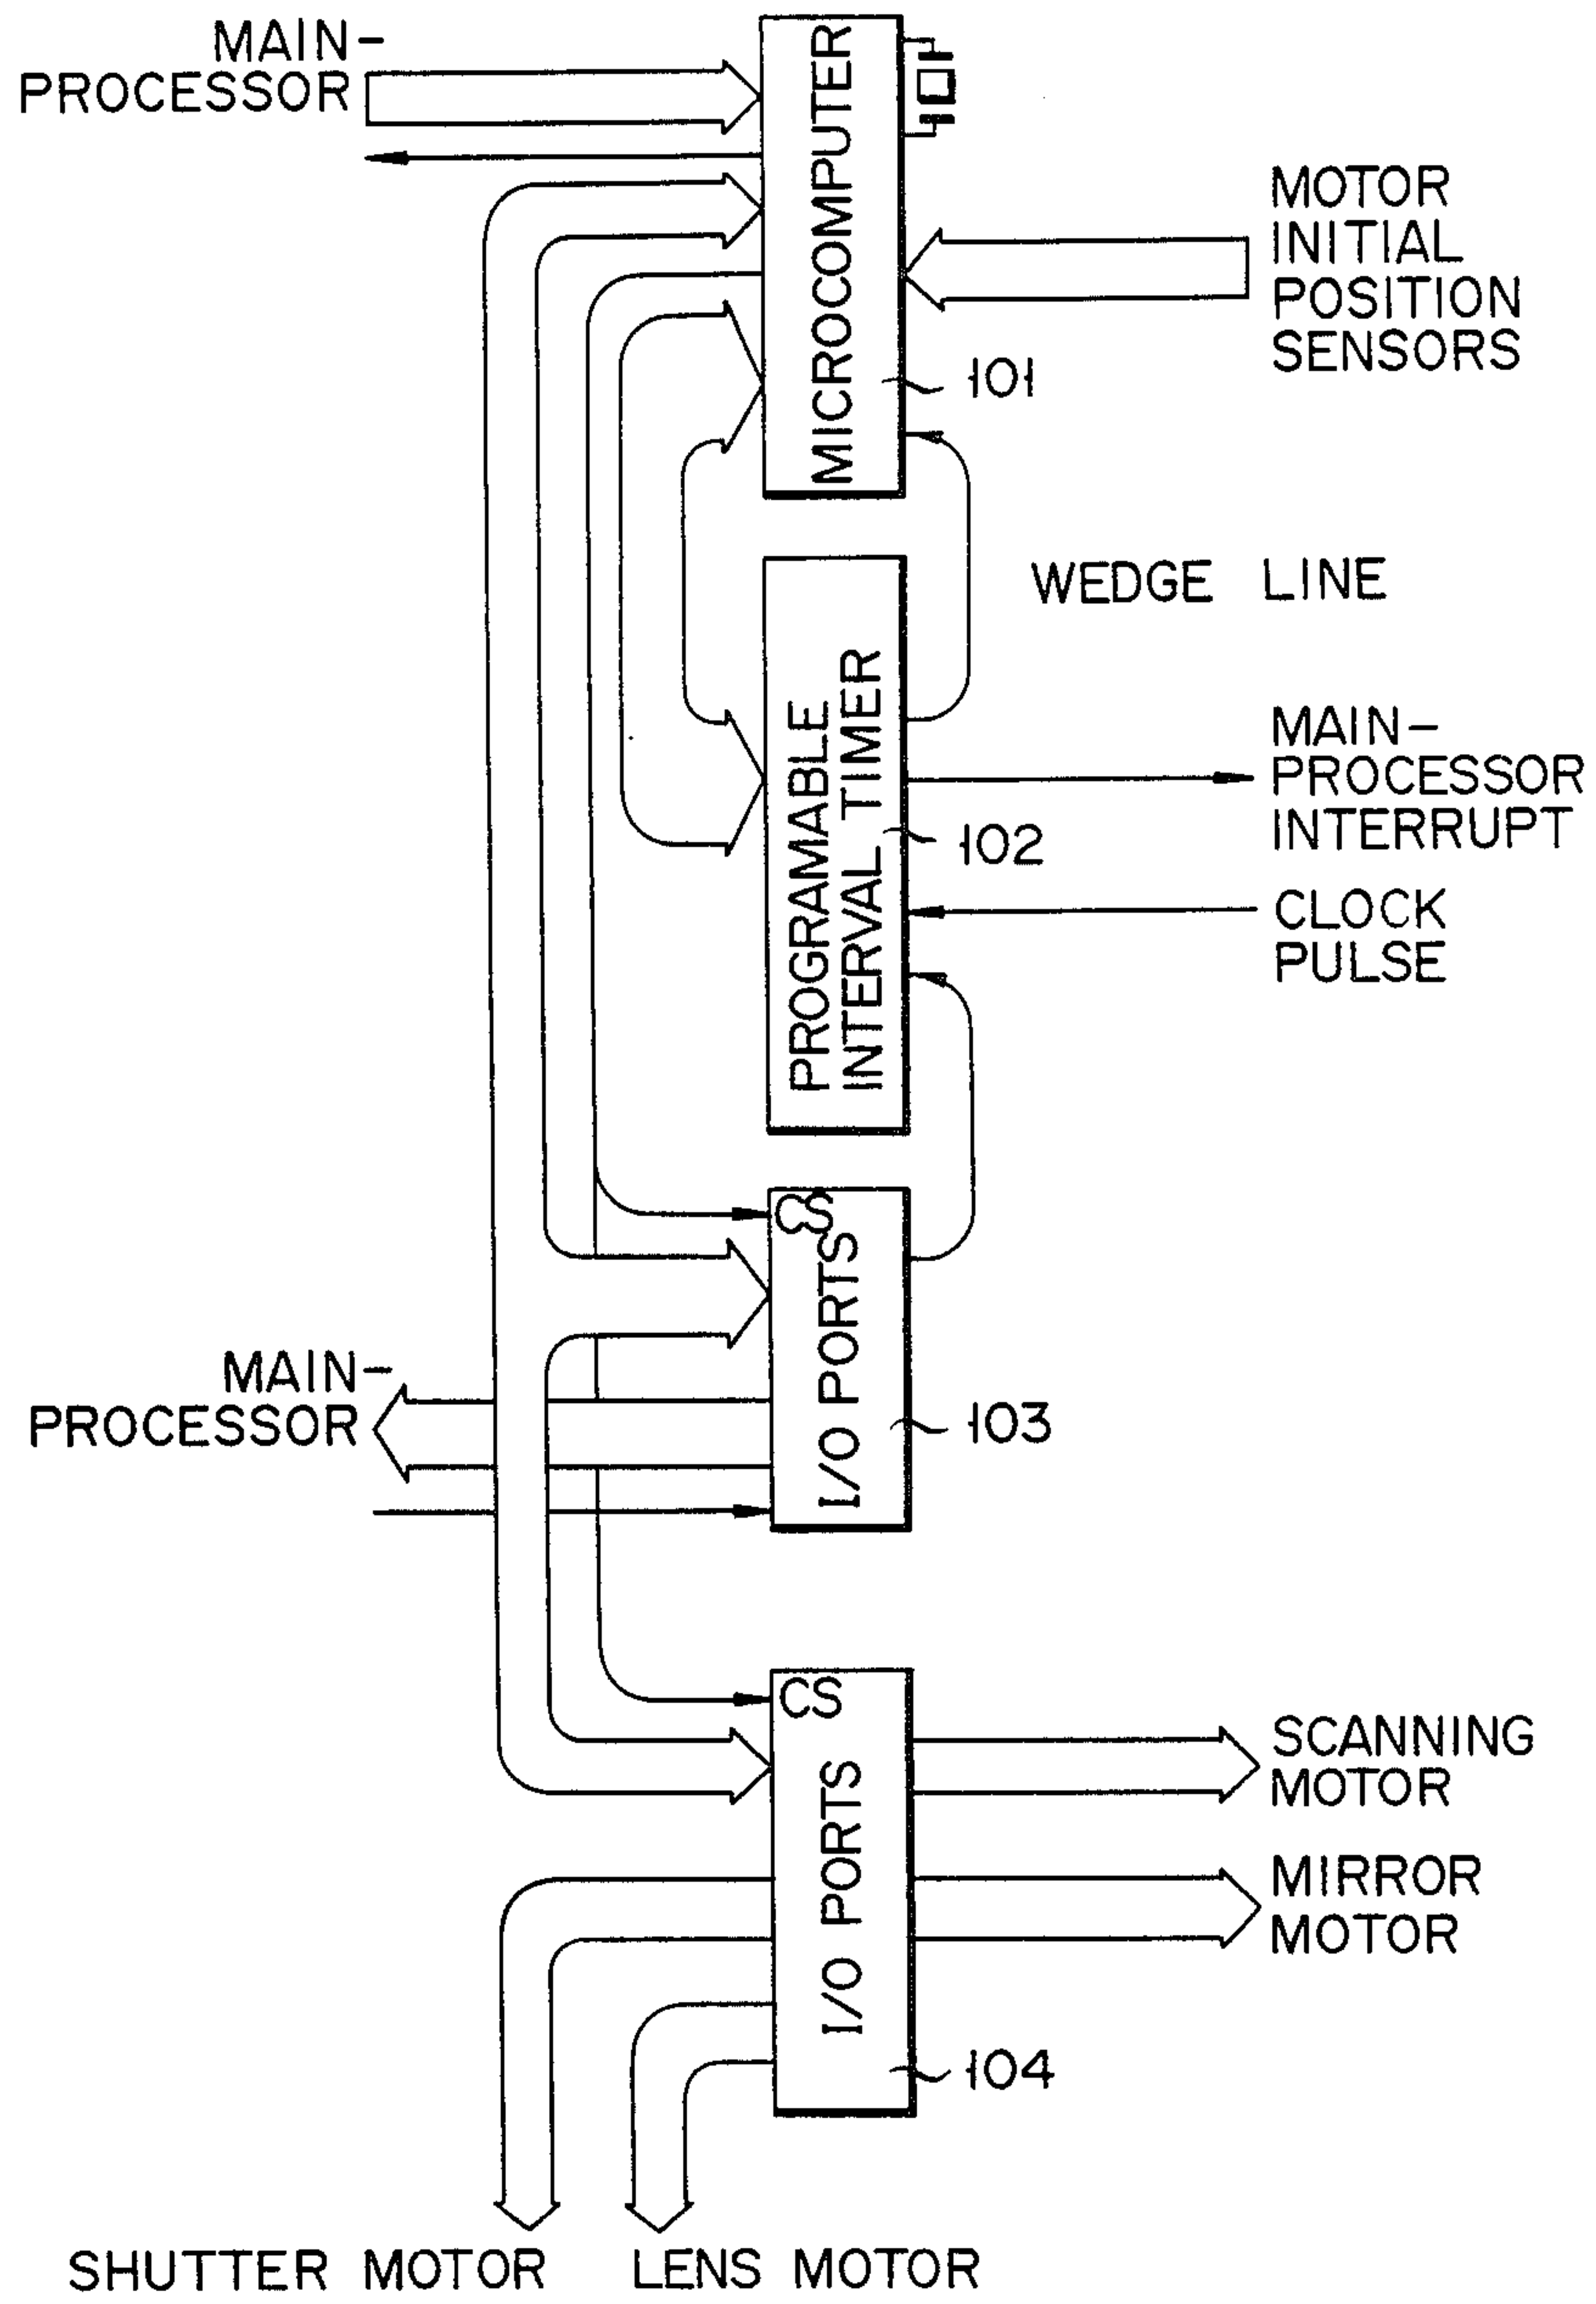 MAIN-
PROCESSOR
MICROCOMPUTER
MOTOR
INITIAL
POSITION
SENSORS
101
WEDGE LINE
PROGRAMABLE
INTERVAL TIMER
MAIN-
PROCESSOR
INTERRUPT
102
CLOCK
PULSE
CS
I/O PORTS
MAIN-
PROCESSOR
103
CS
I/O PORTS
SCANNING
MOTOR
MIRROR
MOTOR
104
SHUTTER MOTOR
LENS MOTOR